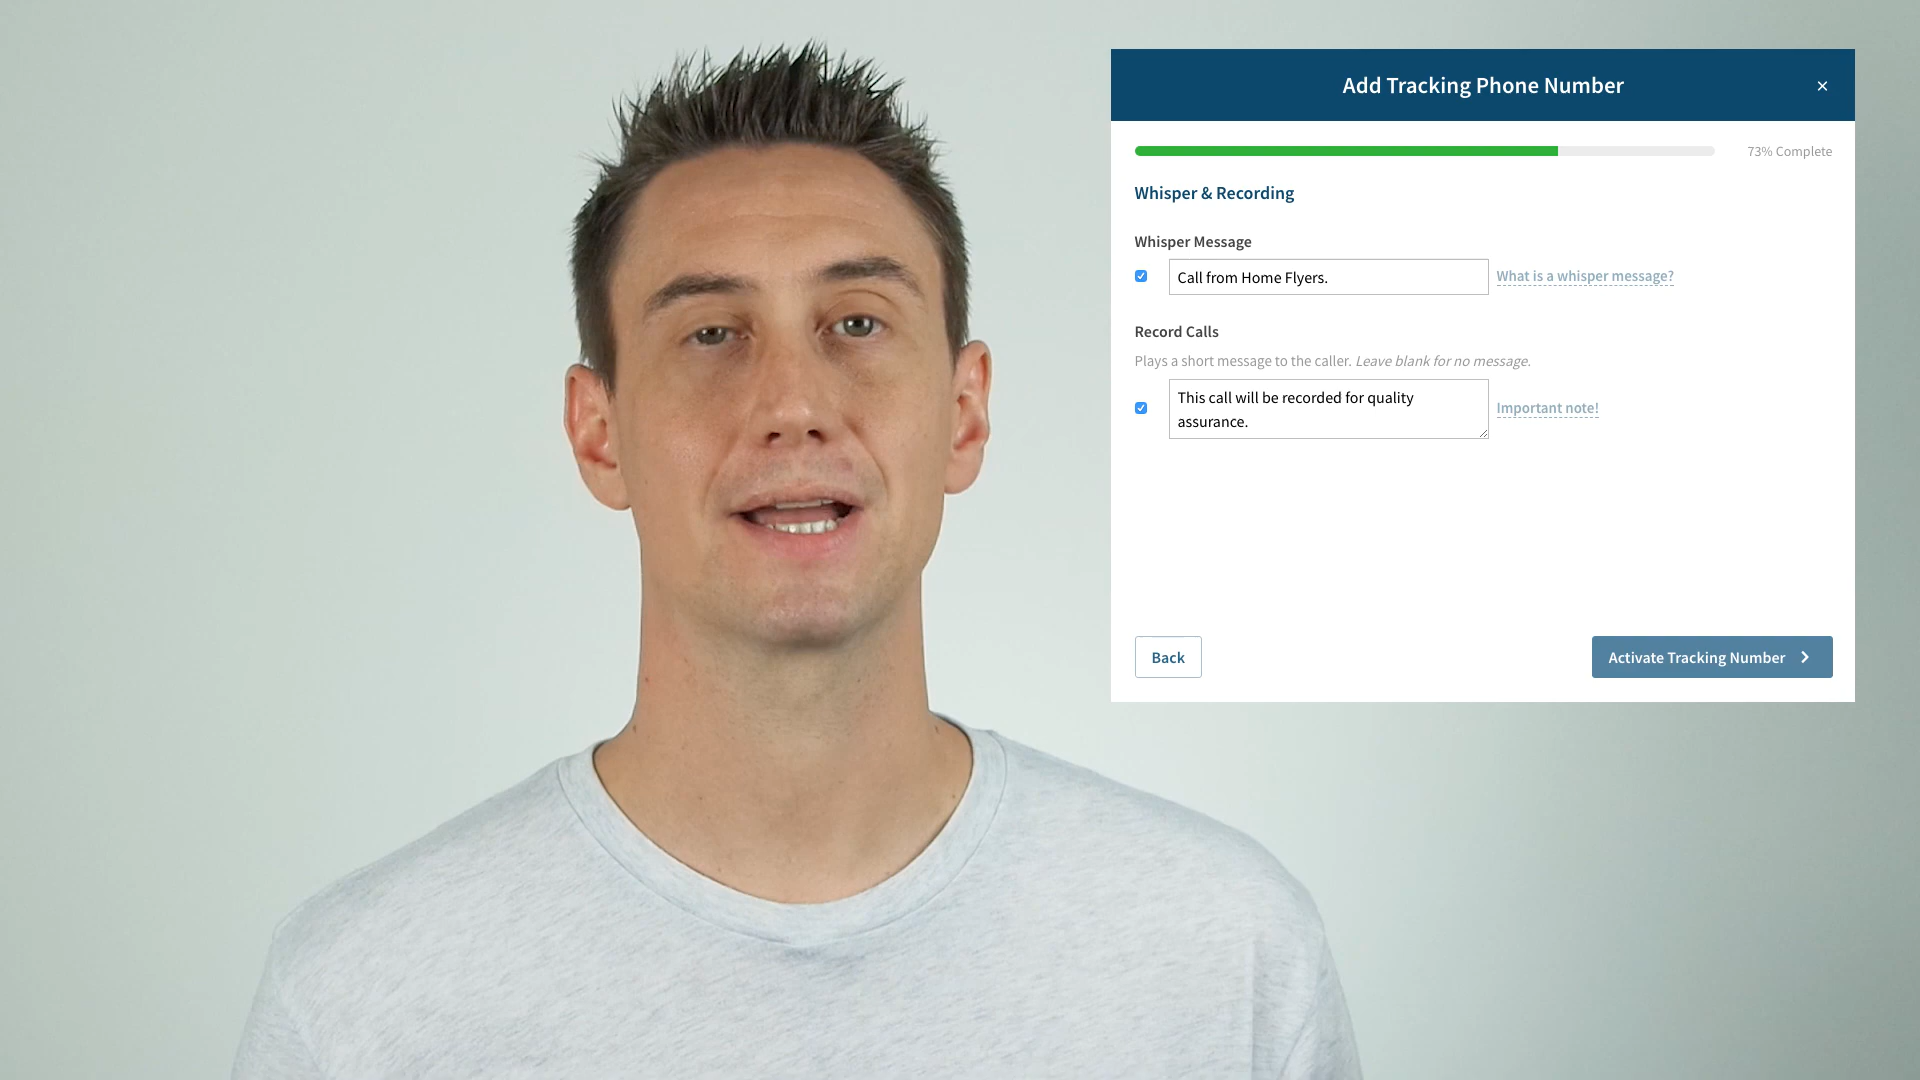 Add Tracking Phone Number ×
73% Complete
Whisper & Recording
Whisper Message
Call from Home Flyers. What is a whisper message?
Record Calls
Plays a short message to the caller. Leave blank for no message.
This call will be recorded for quality
assurance.
Important note!
Back
Activate Tracking Number